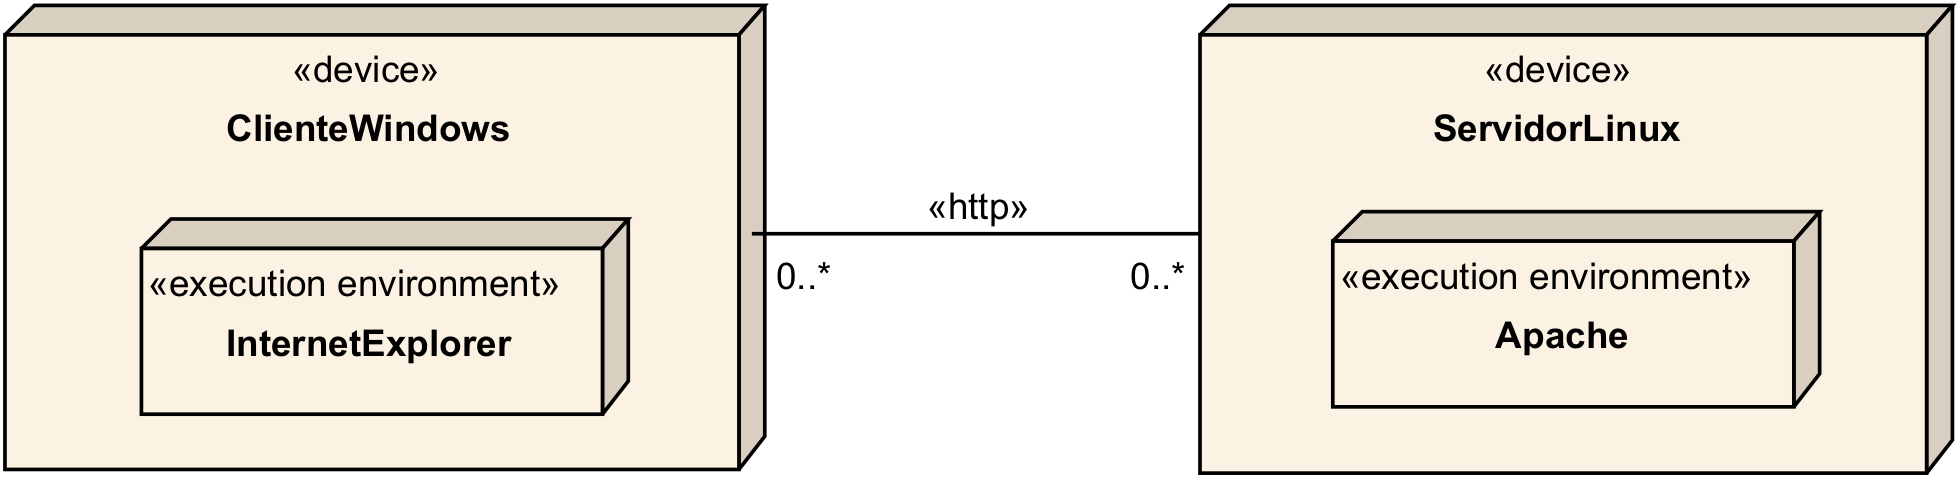 «device»
ClienteWindows
«execution environment»
InternetExplorer
«http»
0..*
0..*
«device»
ServidorLinux
«execution environment»
Apache